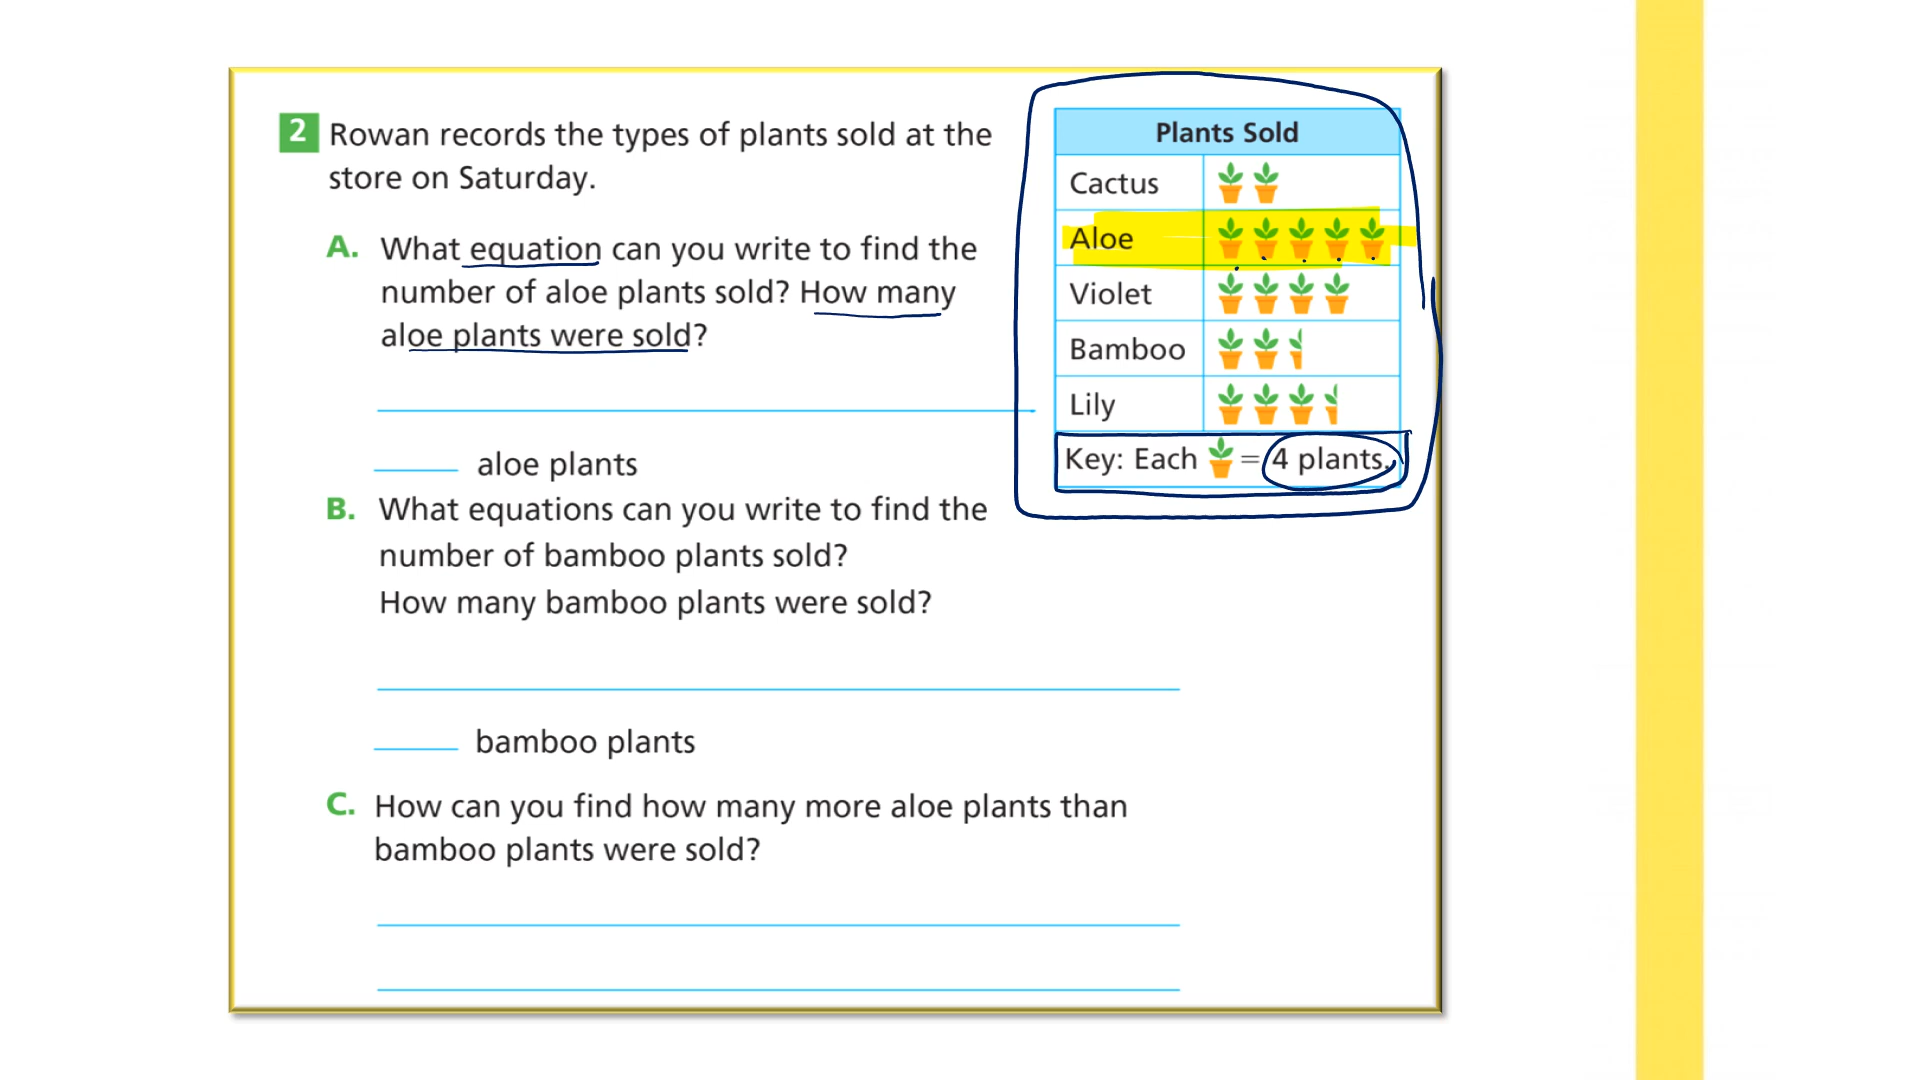 2 Rowan records the types of plants sold at the
store on Saturday.
A. What equation can you write to find the
number of aloe plants sold? How many
aloe plants were sold?
aloe plants
B. What equations can you write to find the
number of bamboo plants sold?
How many bamboo plants were sold?
bamboo plants
C. How can you find how many more aloe plants than
bamboo plants were sold?
Plants Sold
Cactus
Aloe
Violet
Bamboo
Lily
Key: Each = 4 plants.